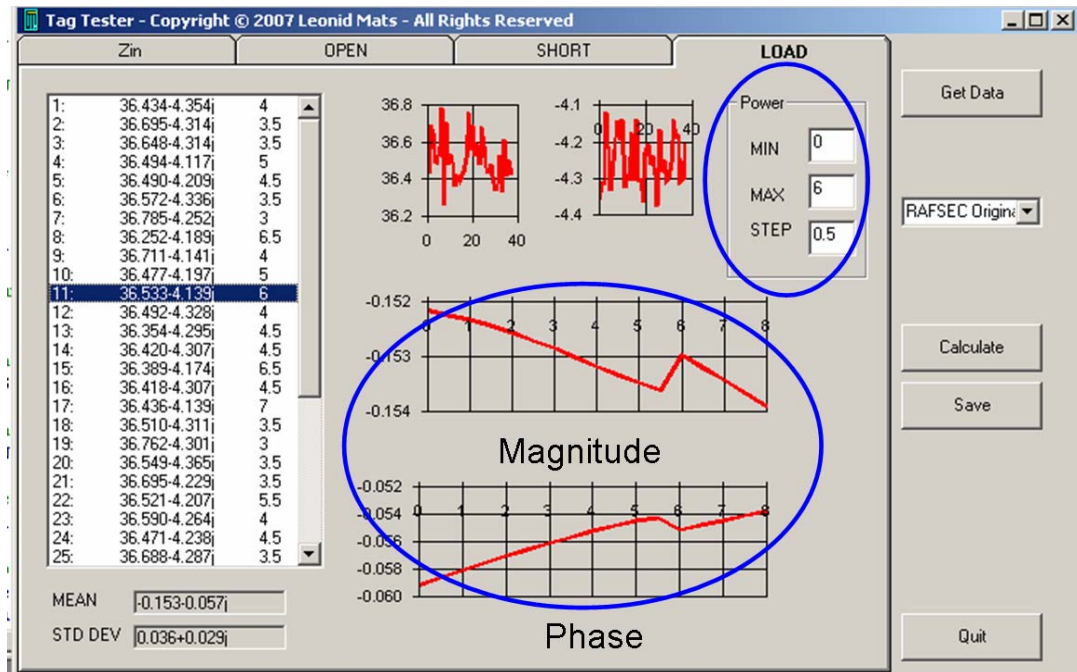 Tag Tester - Copyright © 2007 Leonid Mats - All Rights Reserved
Zin OPEN SHORT LOAD
1: 36.434-4.354j 4
2: 36.695-4.314j 3.5
3: 36.648-4.314j 3.5
4: 36.494-4.117j 5
5: 36.490-4.209j 4.5
6: 36.572-4.336j 3.5
7: 36.785-4.252j 3
8: 36.252-4.189j 6.5
9: 36.711-4.141j 4
10: 36.477-4.197j 5
11: 36.533-4.139j 6
12: 36.492-4.328j 4
13: 36.354-4.295j 4.5
14: 36.420-4.307j 4.5
15: 36.389-4.174j 6.5
16: 36.418-4.307j 4.5
17: 36.436-4.139j 7
18: 36.510-4.311j 3.5
19: 36.762-4.301j 3
20: 36.549-4.365j 3.5
21: 36.695-4.229j 3.5
22: 36.521-4.207j 5.5
23: 36.590-4.264j 4
24: 36.471-4.238j 4.5
25: 36.688-4.287j 3.5
MEAN -0.153-0.057j
STD DEV 0.036+0.029j
36.8
36.6
36.4
36.2
0 20 40
-4.1
0 20 40
-4.2
-4.3
-4.4
Power
MIN 0
MAX 6
STEP 0.5
-0.152
0 1 2 3 4 5 6 7 8
-0.153
-0.154
Magnitude
-0.052
-0.054
0 1 2 3 4 5 6 7 8
-0.056
-0.058
-0.060
Phase
Get Data
RAFSEC Origina
Calculate
Save
Quit